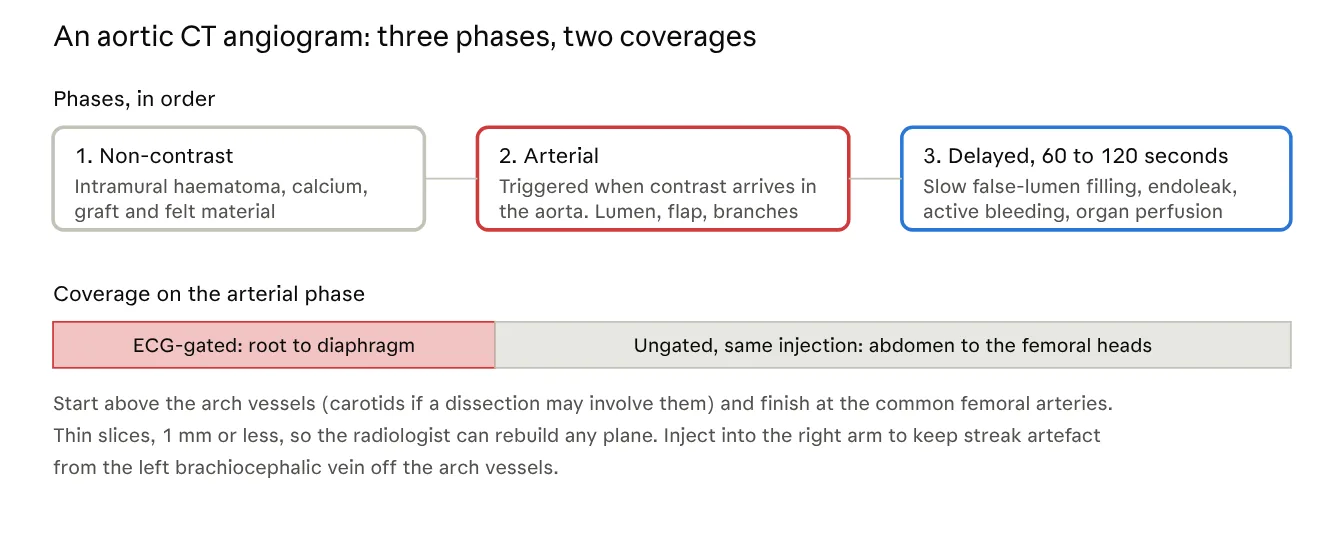 An aortic CT angiogram: three phases, two coverages
Phases, in order
1. Non-contrast
Intramural haematoma, calcium,
graft and felt material
2. Arterial
Triggered when contrast arrives in
the aorta. Lumen, flap, branches
3. Delayed, 60 to 120 seconds
Slow false-lumen filling, endoleak,
active bleeding, organ perfusion
Coverage on the arterial phase
ECG-gated: root to diaphragm
Ungated, same injection: abdomen to the femoral heads
Start above the arch vessels (carotids if a dissection may involve them) and finish at the common femoral arteries.
Thin slices, 1 mm or less, so the radiologist can rebuild any plane. Inject into the right arm to keep streak artefact
from the left brachiocephalic vein off the arch vessels.